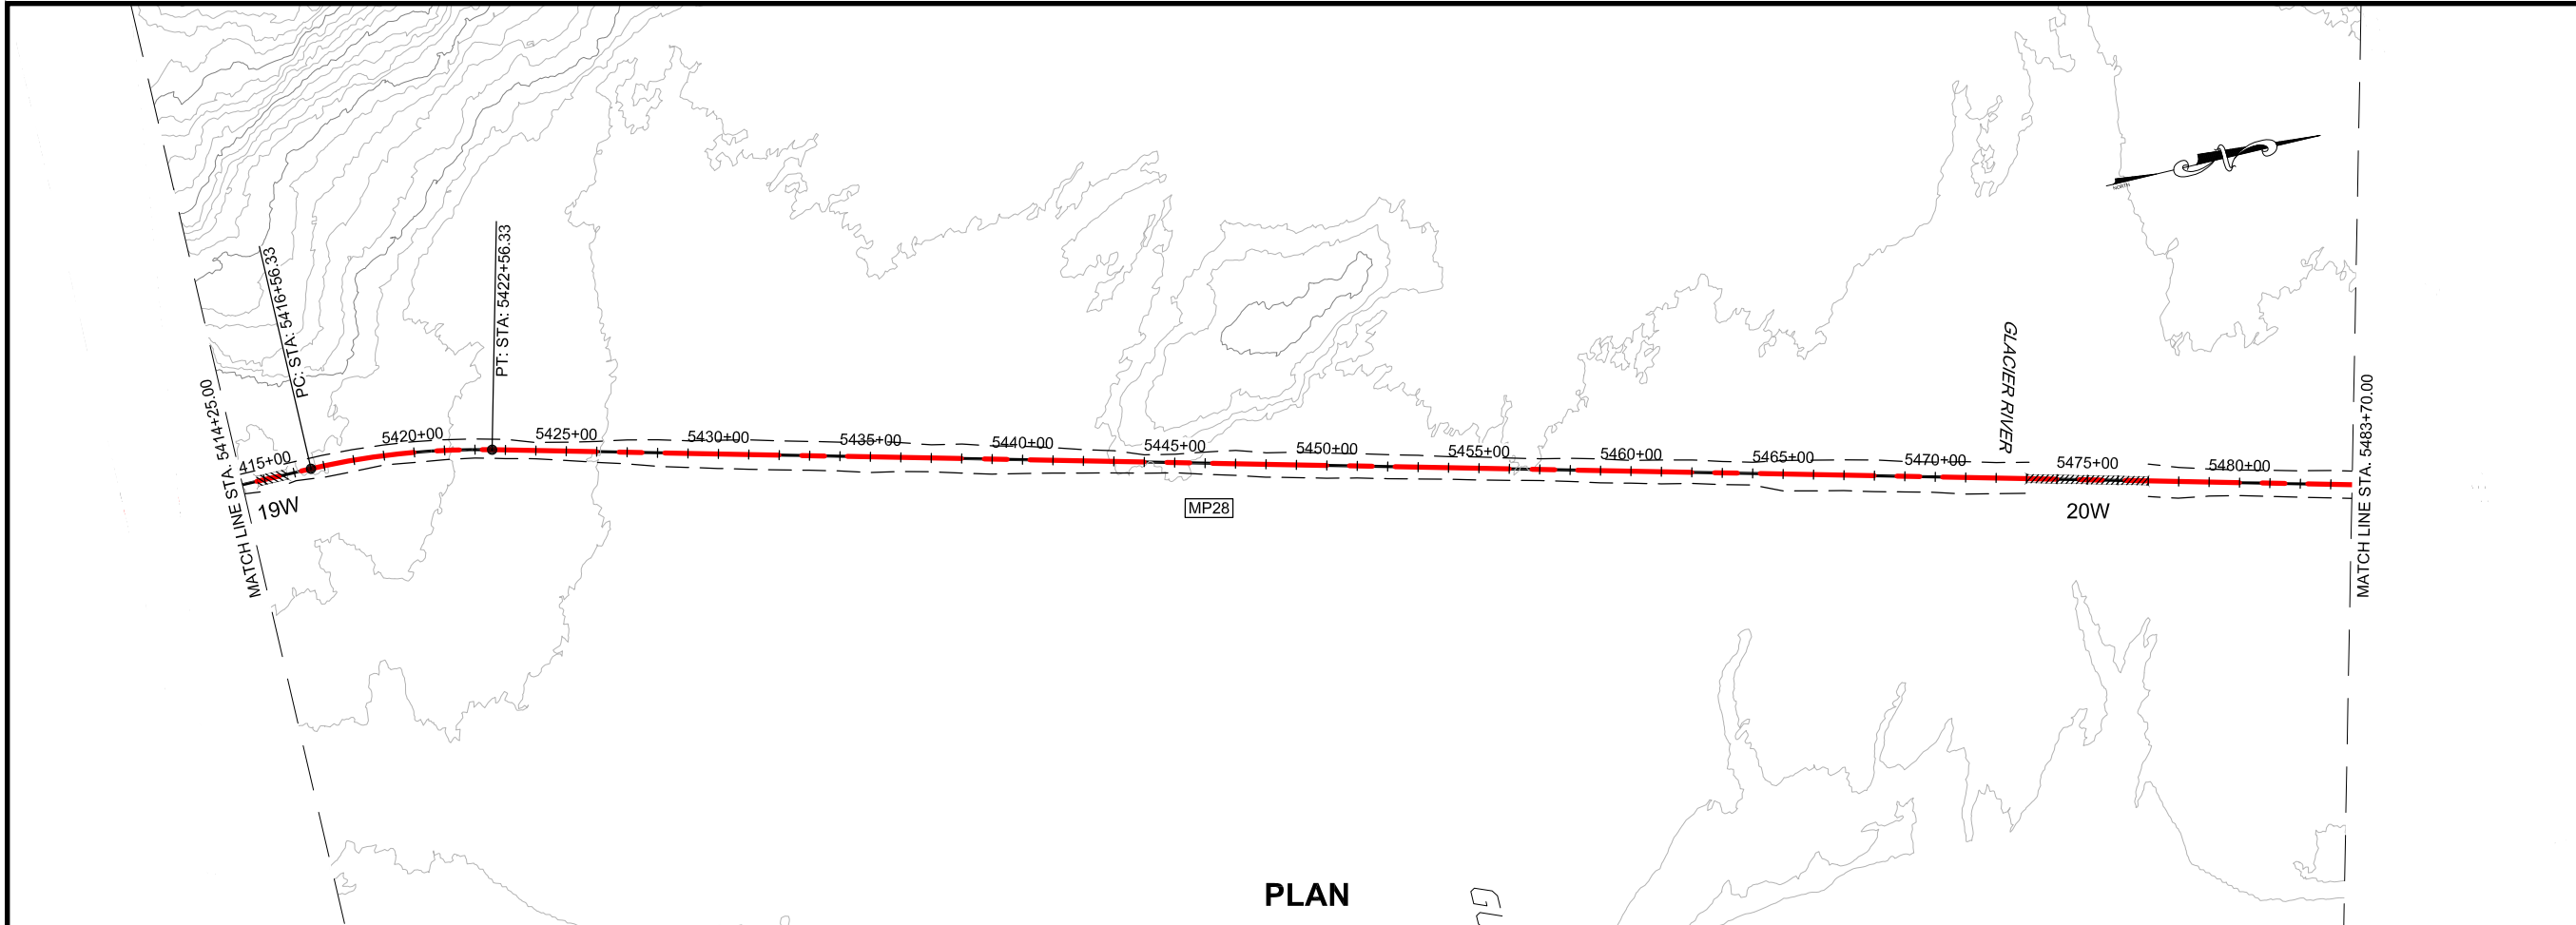 MATCH LINE STA. 5414+25.00
PC: STA: 5416+56.33
PT: STA: 5422+56.33
415+00
5420+00
5425+00
5430+00
5435+00
5440+00
5445+00
5450+00
5455+00
5460+00
5465+00
5470+00
5475+00
5480+00
19W
MP28
20W
GLACIER RIVER
N
NORTH
MATCH LINE STA. 5483+70.00
PLAN